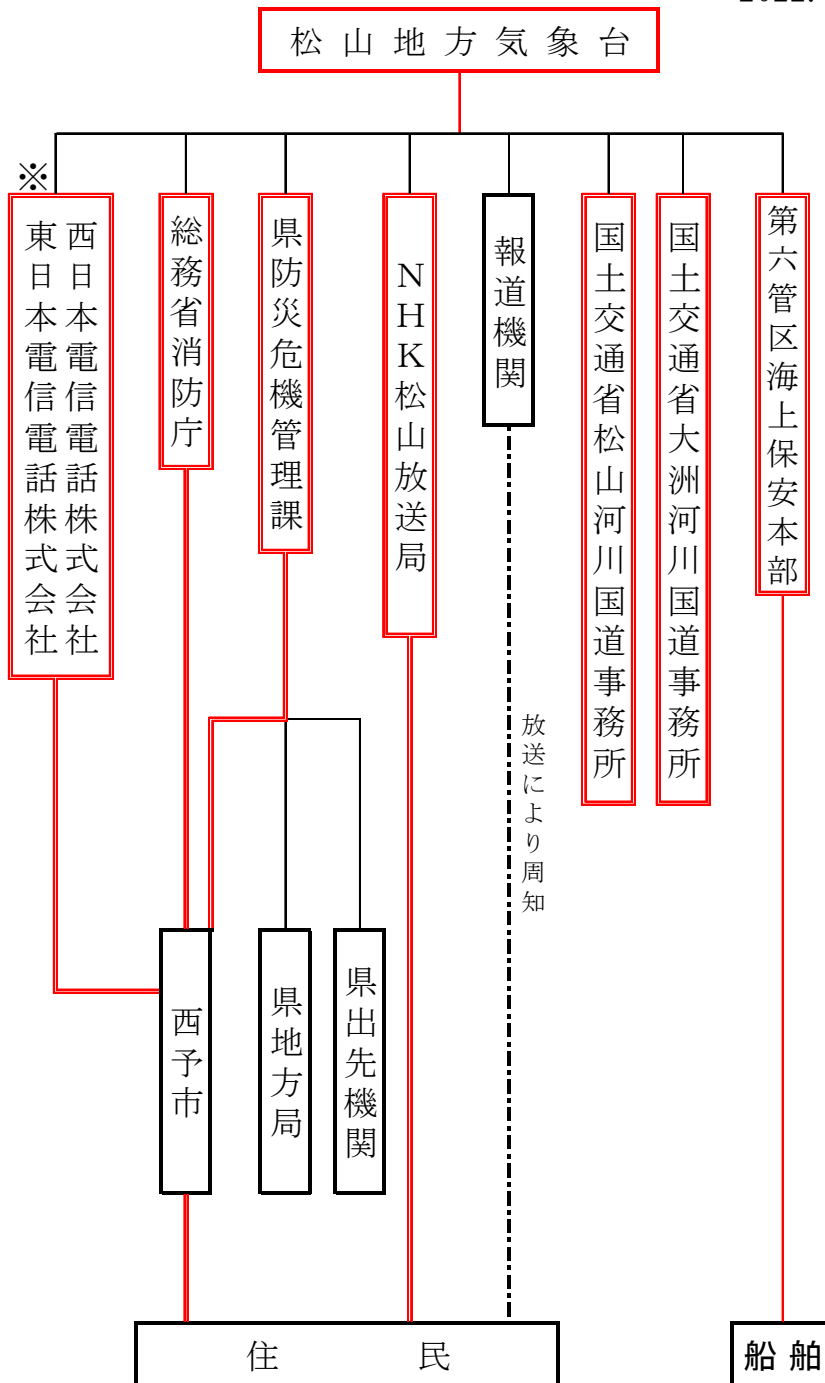 松山地方気象台
※
西日本電信電話株式会社
東日本電信電話株式会社
総務省消防庁
県防災危機管理課
NHK松山放送局
報道機関
国土交通省松山河川国道事務所
国土交通省大洲河川国道事務所
第六管区海上保安本部
放送により周知
西予市
県地方局
県出先機関
住民
船舶